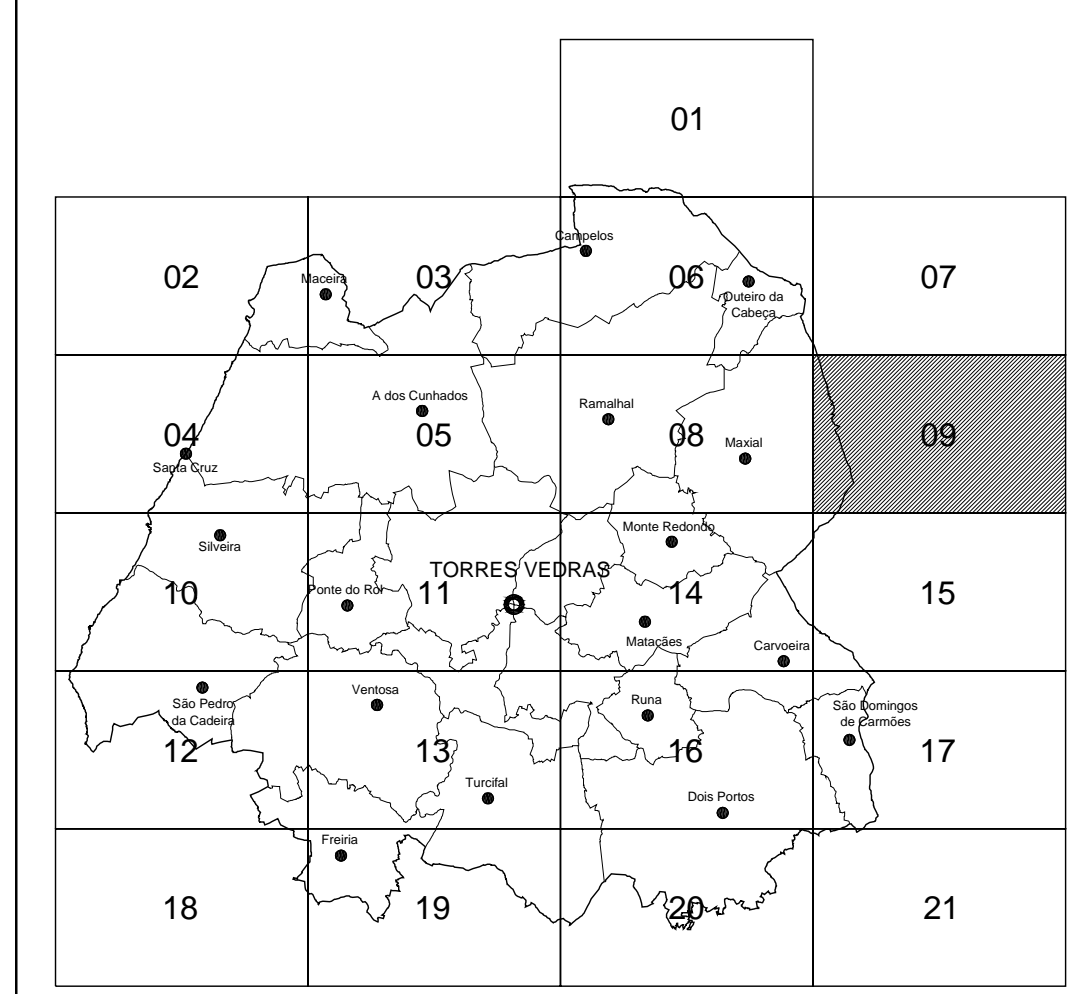 01
Campelos
02
Maceira
03
06
Outeiro da
Cabeça
07
A dos Cunhados
Ramalhal
04
Santa Cruz
05
08
Maxial
09
Silveira
Monte Redondo
TORRES VEDRAS
10
Ponte do Rol
11
14
Matacães
15
Carvoeira
São Pedro
da Cadeira
Ventosa
Runa
São Domingos
de Carmões
12
13
16
17
Turcifal
Dois Portos
Freiria
18
19
20
21